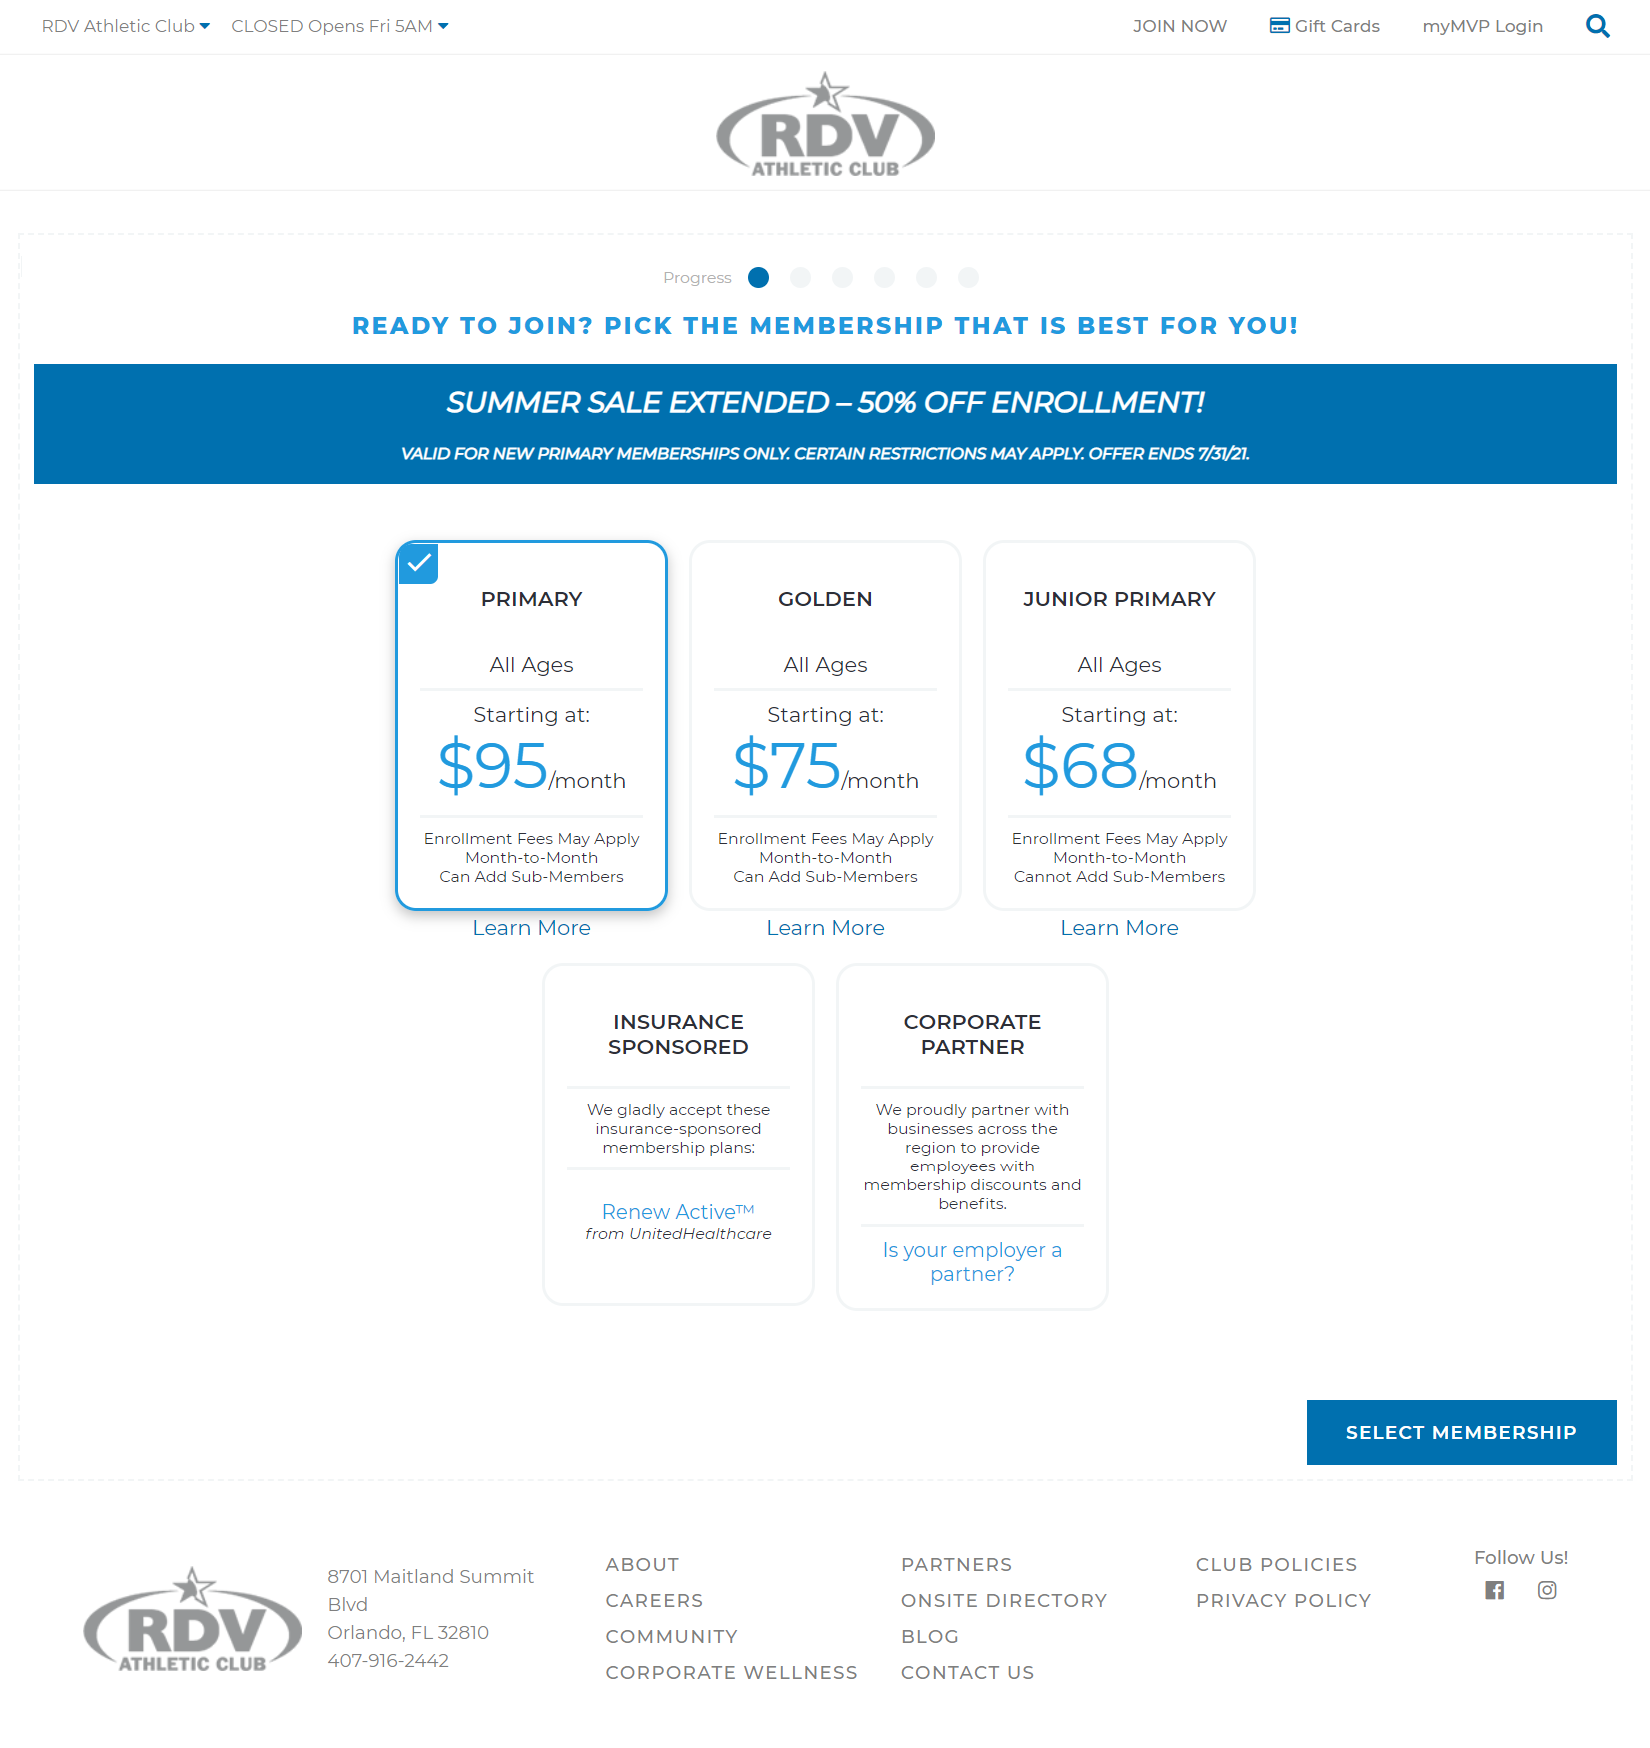 RDV Athletic Club
CLOSED Opens Fri 5AM
JOIN NOW
Gift Cards
myMVP Login
RDV
ATHLETIC CLUB
Progress
READY TO JOIN? PICK THE MEMBERSHIP THAT IS BEST FOR YOU!
SUMMER SALE EXTENDED – 50% OFF ENROLLMENT!
VALID FOR NEW PRIMARY MEMBERSHIPS ONLY. CERTAIN RESTRICTIONS MAY APPLY. OFFER ENDS 7/31/21.
PRIMARY
All Ages
Starting at:
$95/month
Enrollment Fees May Apply
Month-to-Month
Can Add Sub-Members
Learn More
GOLDEN
All Ages
Starting at:
$75/month
Enrollment Fees May Apply
Month-to-Month
Can Add Sub-Members
Learn More
JUNIOR PRIMARY
All Ages
Starting at:
$68/month
Enrollment Fees May Apply
Month-to-Month
Cannot Add Sub-Members
Learn More
INSURANCE
SPONSORED
We gladly accept these
insurance-sponsored
membership plans:
Renew Active™
from UnitedHealthcare
CORPORATE
PARTNER
We proudly partner with
businesses across the
region to provide
employees with
membership discounts and
benefits.
Is your employer a
partner?
SELECT MEMBERSHIP
RDV
ATHLETIC CLUB
8701 Maitland Summit
Blvd
Orlando, FL 32810
407-916-2442
ABOUT
CAREERS
COMMUNITY
CORPORATE WELLNESS
PARTNERS
ONSITE DIRECTORY
BLOG
CONTACT US
CLUB POLICIES
PRIVACY POLICY
Follow Us!